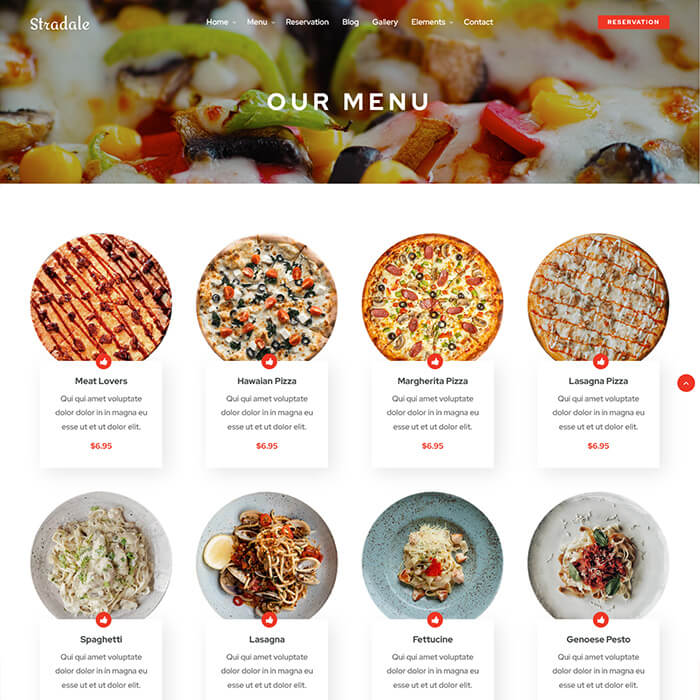 Stradale
Home Menu Reservation Blog Gallery Elements Contact
RESERVATION
OUR MENU
Meat Lovers
Qui qui amet voluptate
dolor dolor in in magna eu
esse ut et ut dolor elit.
$6.95
Hawaian Pizza
Qui qui amet voluptate
dolor dolor in in magna eu
esse ut et ut dolor elit.
$6.95
Margherita Pizza
Qui qui amet voluptate
dolor dolor in in magna eu
esse ut et ut dolor elit.
$6.95
Lasagna Pizza
Qui qui amet voluptate
dolor dolor in in magna eu
esse ut et ut dolor elit.
$6.95
Spaghetti
Qui qui amet voluptate
dolor dolor in in magna eu
esse ut et ut dolor elit.
Lasagna
Qui qui amet voluptate
dolor dolor in in magna eu
esse ut et ut dolor elit.
Fettucine
Qui qui amet voluptate
dolor dolor in in magna eu
esse ut et ut dolor elit.
Genoese Pesto
Qui qui amet voluptate
dolor dolor in in magna eu
esse ut et ut dolor elit.